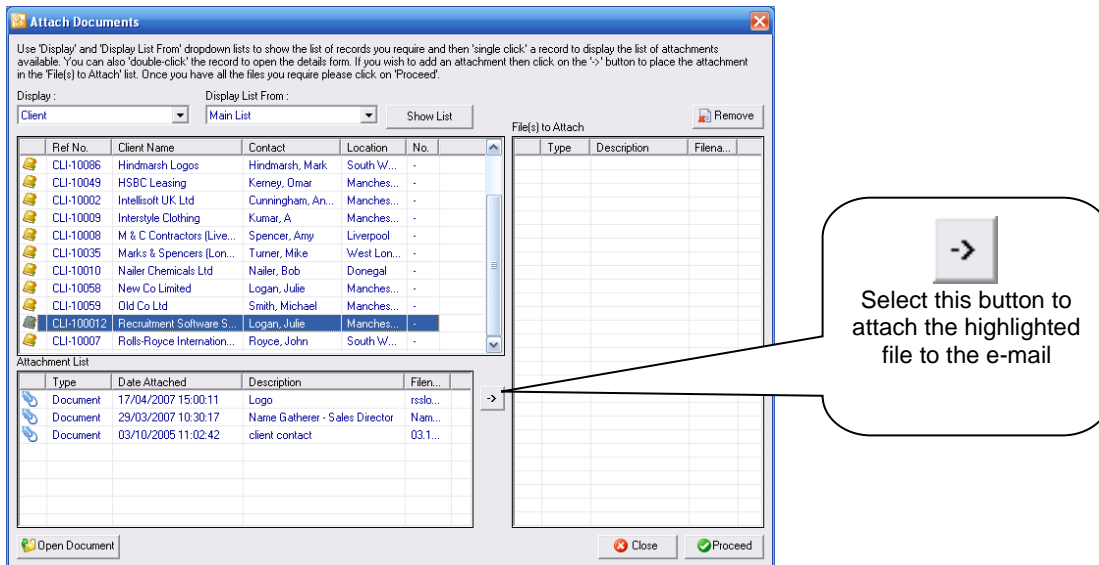 Attach Documents
Use 'Display' and 'Display List From' dropdown lists to show the list of records you require and then 'single click' a record to display the list of attachments
available. You can also 'double-click' the record to open the details form. If you wish to add an attachment then click on the '->' button to place the attachment
in the 'File(s) to Attach' list. Once you have all the files you require please click on 'Proceed'.
Display : Display List From :
Client Main List Show List Remove
File(s) to Attach
Ref No. Client Name Contact Location No. Type Description Filena...
CLI-10086 Hindmarsh Logos Hindmarsh, Mark South W... -
CLI-10049 HSBC Leasing Kerney, Omar Manches... -
CLI-10002 Intellisoft UK Ltd Cunningham, An... Manches... -
CLI-10009 Interstyle Clothing Kumar, A Manches... -
CLI-10008 M & C Contractors (Live... Spencer, Amy Liverpool -
CLI-10035 Marks & Spencers (Lon... Turner, Mike West Lon... -
CLI-10010 Nailer Chemicals Ltd Nailer, Bob Donegal -
CLI-10058 New Co Limited Logan, Julie Manches... -
CLI-10059 Old Co Ltd Smith, Michael Manches... -
CLI-100012 Recruitment Software S... Logan, Julie Manches... -
CLI-10007 Rolls-Royce Internation... Royce, John South W... -
Attachment List
Type Date Attached Description Filen...
Document 17/04/2007 15:00:11 Logo rsslo...
Document 29/03/2007 10:30:17 Name Gatherer - Sales Director Nam...
Document 03/10/2005 11:02:42 client contact 03.1...
->
Open Document Close Proceed
->
Select this button to
attach the highlighted
file to the e-mail